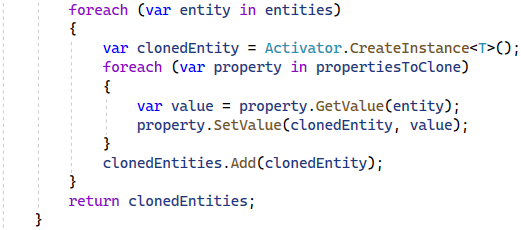 foreach (var entity in entities)
{
var clonedEntity = Activator.CreateInstance<T>();
foreach (var property in propertiesToClone)
{
var value = property.GetValue(entity);
property.SetValue(clonedEntity, value);
}
clonedEntities.Add(clonedEntity);
}
return clonedEntities;
}